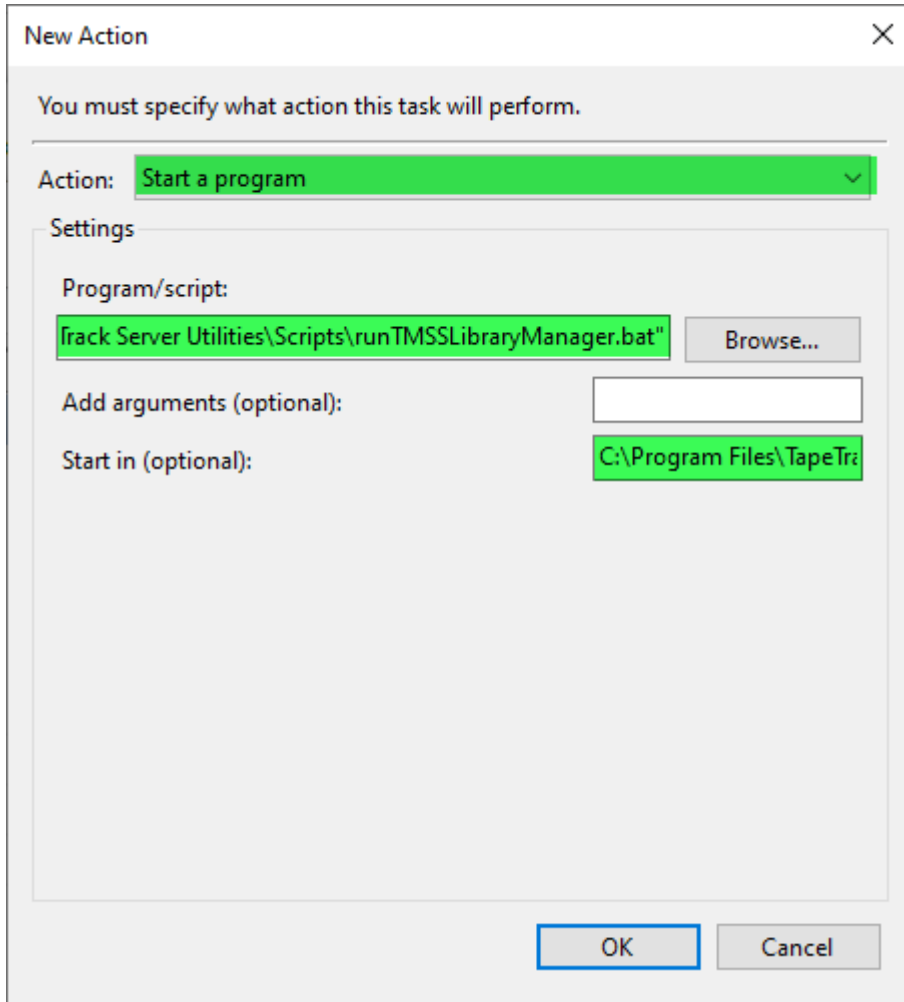 New Action
You must specify what action this task will perform.
Action: Start a program
Settings
Program/script:
Track Server Utilities\Scripts\runTMSSLibraryManager.bat" Browse...
Add arguments (optional):
Start in (optional): C:\Program Files\TapeTra
OK Cancel